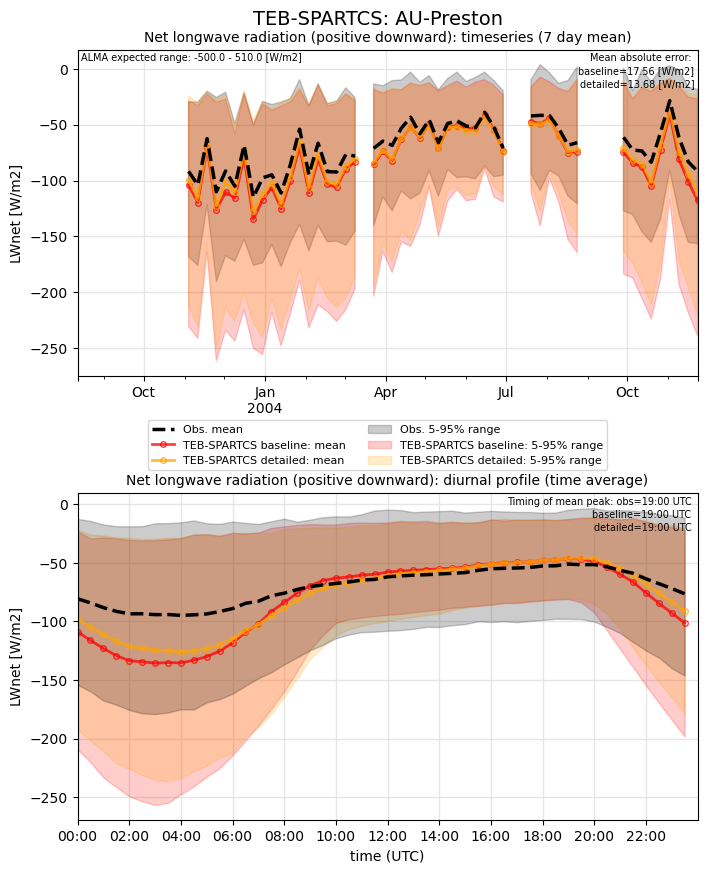 TEB-SPARTCS: AU-Preston
Net longwave radiation (positive downward): timeseries (7 day mean)
ALMA expected range: -500.0 - 510.0 [W/m2]
Mean absolute error:
baseline=17.56 [W/m2]
detailed=13.68 [W/m2]
LWnet [W/m2]
0
−50
−100
−150
−200
−250
Oct
Jan
2004
Apr
Jul
Oct
Obs. mean
TEB-SPARTCS baseline: mean
TEB-SPARTCS detailed: mean
Obs. 5-95% range
TEB-SPARTCS baseline: 5-95% range
TEB-SPARTCS detailed: 5-95% range
Net longwave radiation (positive downward): diurnal profile (time average)
Timing of mean peak: obs=19:00 UTC
baseline=19:00 UTC
detailed=19:00 UTC
LWnet [W/m2]
0
−50
−100
−150
−200
−250
00:00 02:00 04:00 06:00 08:00 10:00 12:00 14:00 16:00 18:00 20:00 22:00
time (UTC)